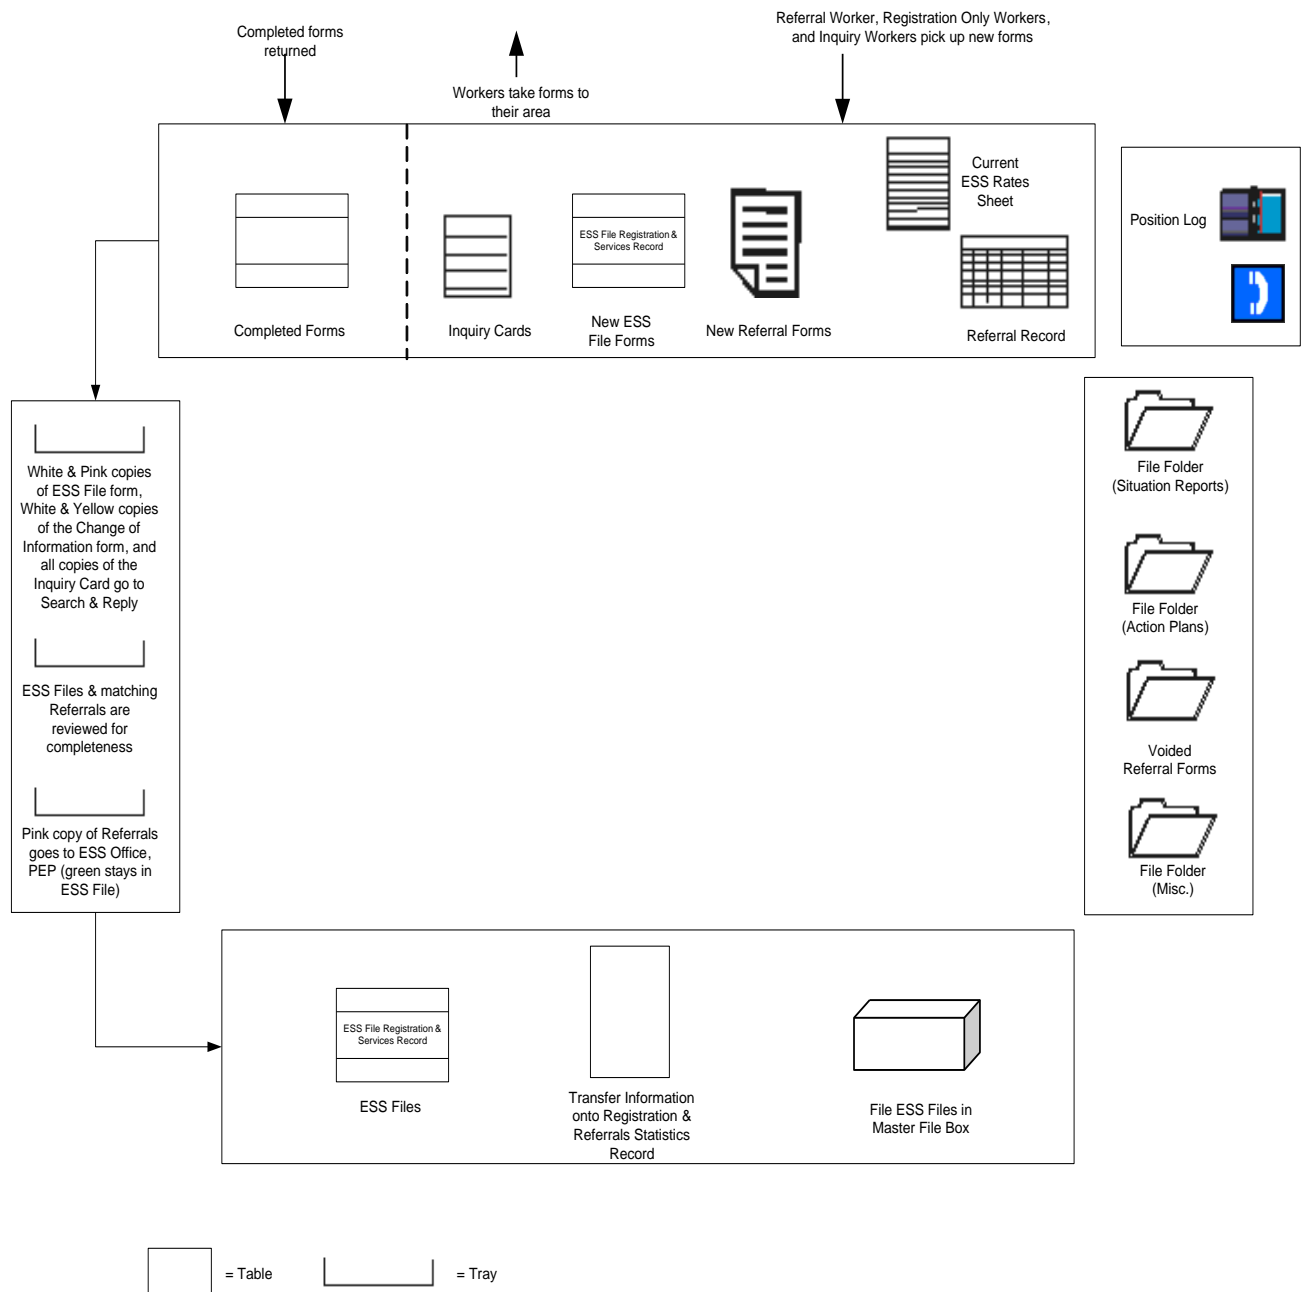 Completed forms
returned
Workers take forms to
their area
Referral Worker, Registration Only Workers,
and Inquiry Workers pick up new forms
Completed Forms
Inquiry Cards
ESS File Registration &
Services Record
New ESS
File Forms
New Referral Forms
Current
ESS Rates
Sheet
Referral Record
Position Log
White & Pink copies
of ESS File form,
White & Yellow copies
of the Change of
Information form, and
all copies of the
Inquiry Card go to
Search & Reply
ESS Files & matching
Referrals are
reviewed for
completeness
Pink copy of Referrals
goes to ESS Office,
PEP (green stays in
ESS File)
File Folder
(Situation Reports)
File Folder
(Action Plans)
Voided
Referral Forms
File Folder
(Misc.)
ESS File Registration &
Services Record
ESS Files
Transfer Information
onto Registration &
Referrals Statistics
Record
File ESS Files in
Master File Box
= Table
= Tray